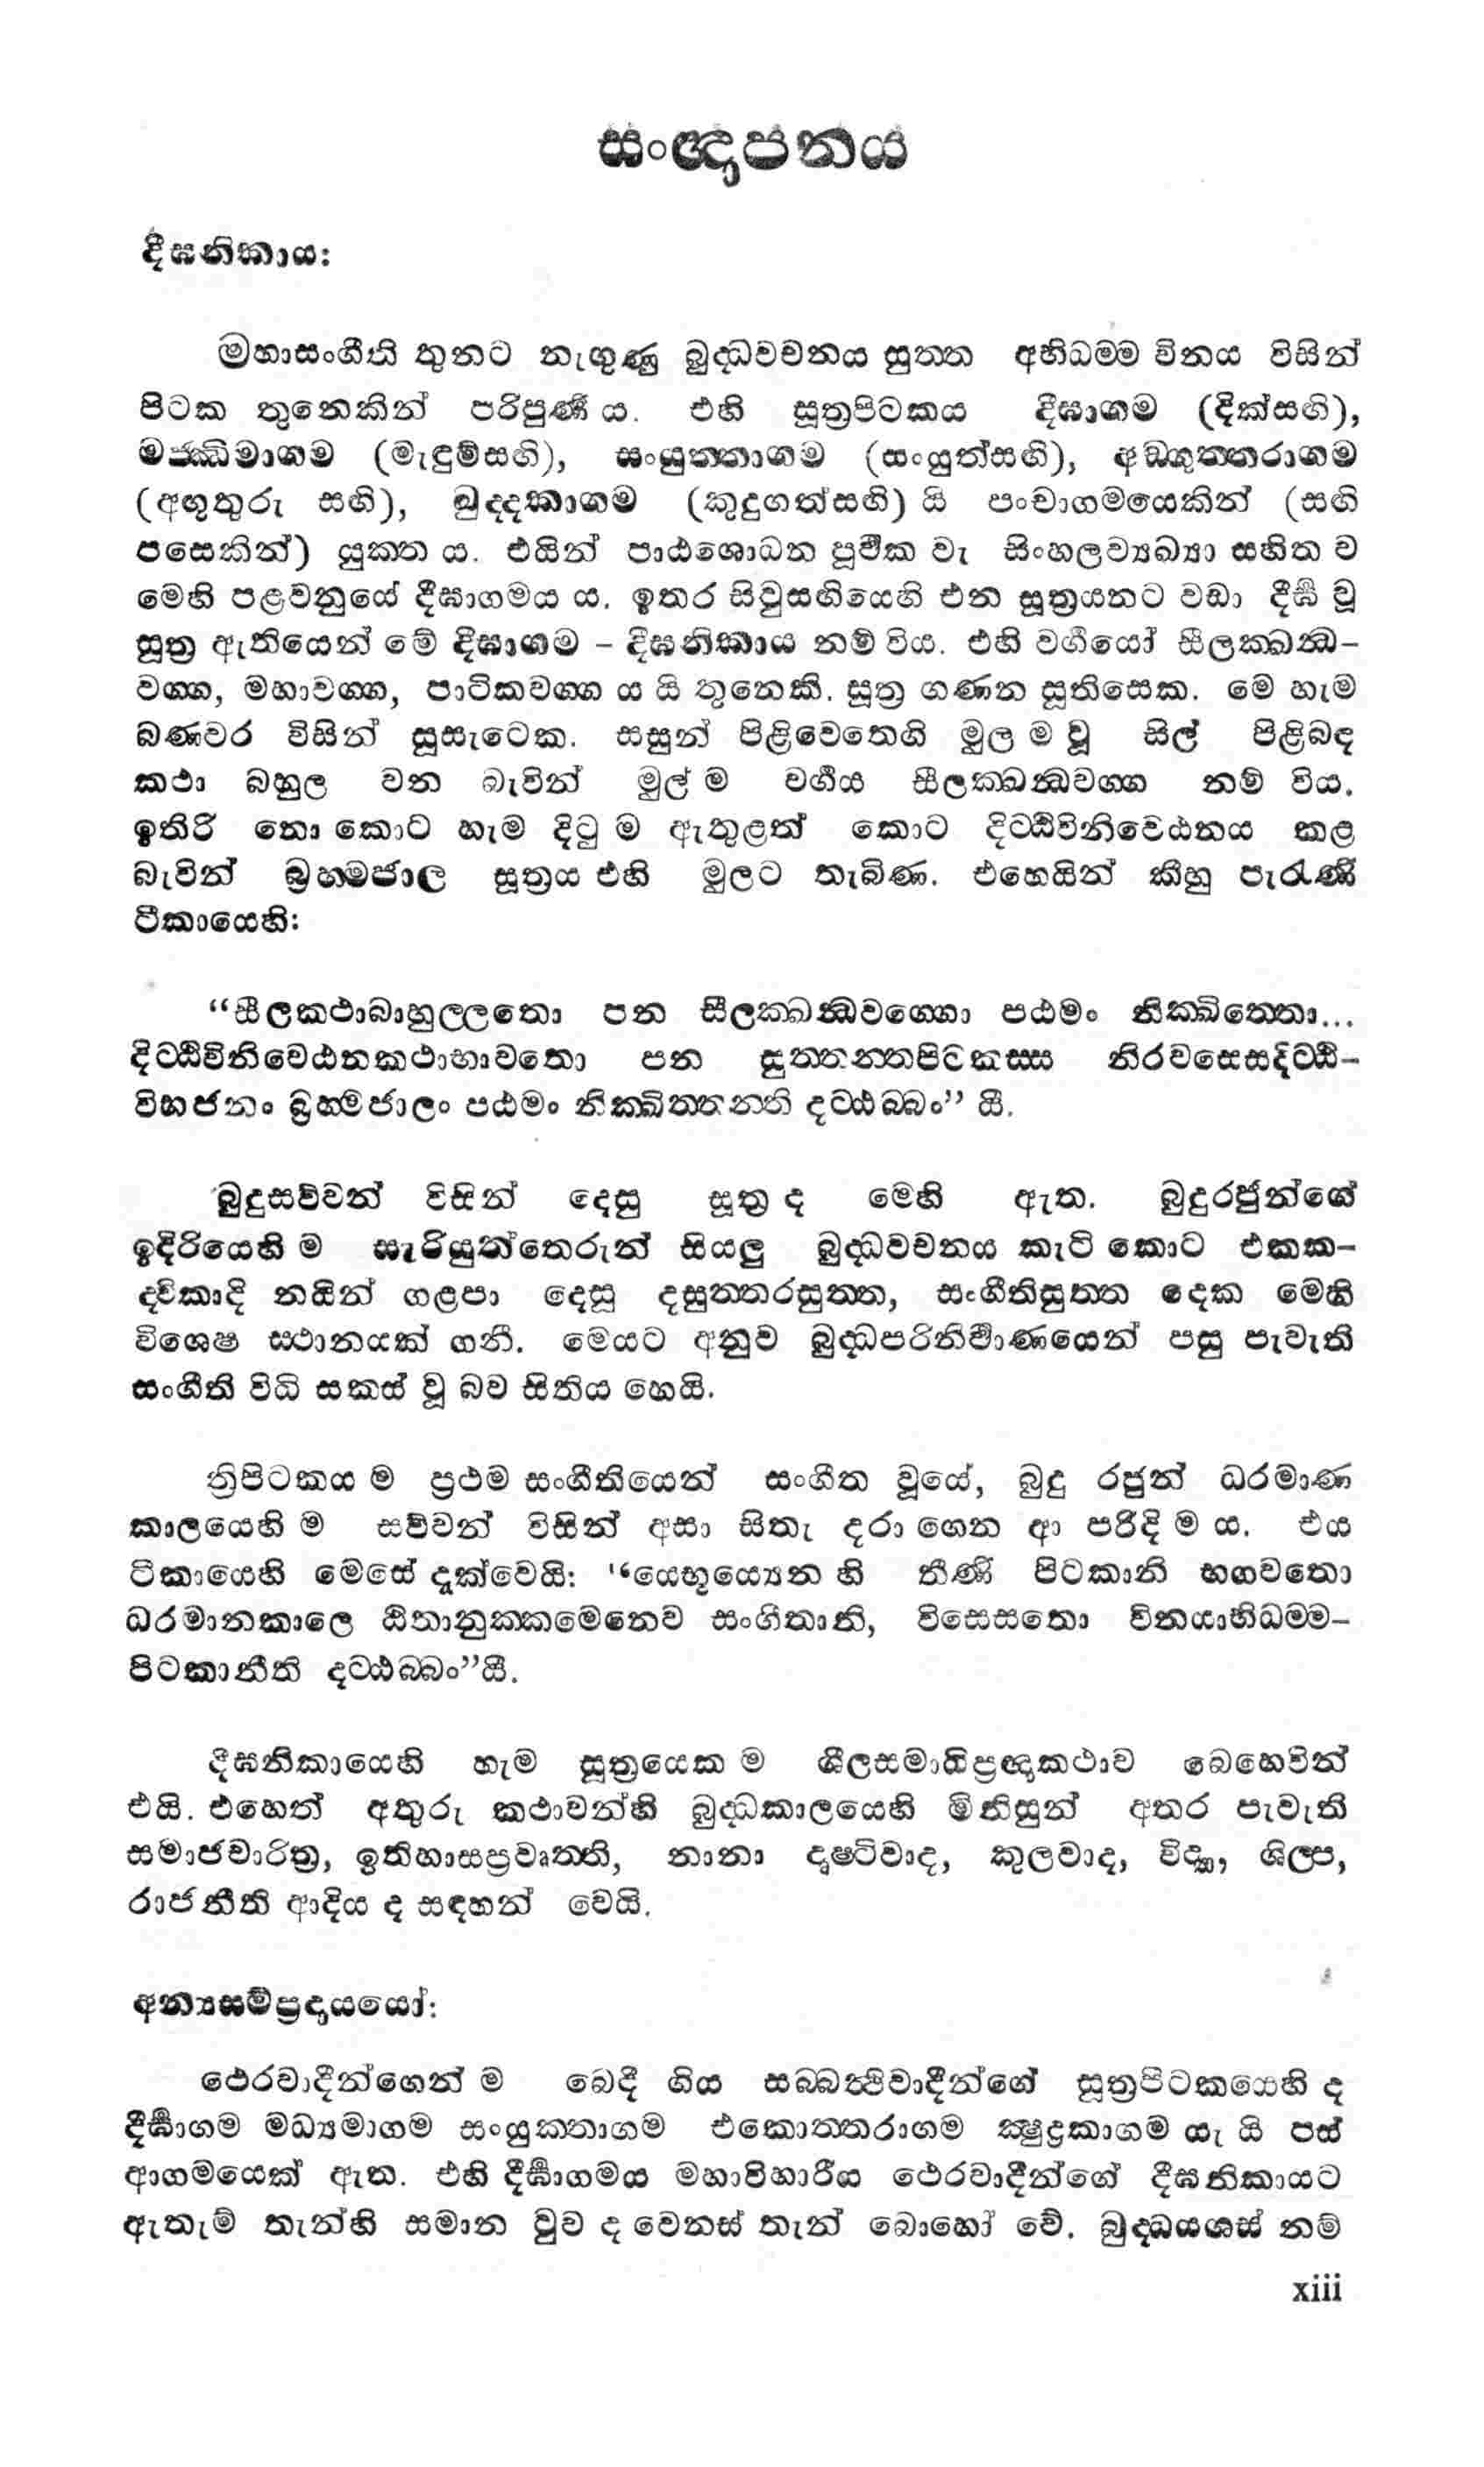 සංඥාපනය
දීඝනිකාය:
මහාසංගීති තුනට නැගුණු බුද්ධවචනය සුත්ත අභිධම්ම විනය විසින්
පිටක තුනෙකින් පරිපූර්ණ ය. එහි සූත්‍රපිටකය දීඝාගම (දික්සඟි),
මජ්ඣිමාගම (මැඳුම්සඟි), සංයුත්තාගම (සංයුත්සඟි), අඞ්ගුත්තරාගම
(අඟුතුරු සඟි), ඛුද්දකාගම (කුදුගත්සඟි) යි පංචාගමයෙකින් (සඟි
පසෙකින්) යුක්ත ය. එයින් පාඨශොධන පූර්වක වැ සිංහලව්‍යාඛ්‍යා සහිත ව
මෙහි පළවනුයේ දීඝාගමය ය. ඉතර සිවුසඟියෙහි එන සූත්‍රයනට වඩා දීර්ඝ වූ
සූත්‍ර ඇතියෙන් මේ දීඝාගම – දීඝනිකාය නම් විය. එහි වර්ගයෝ සීලක්ඛන්ධ–
වග්ග, මහාවග්ග, පාටිකවග්ග ය යි තුනෙකි. සූත්‍ර ගණන සූතිසෙක. මෙ හැම
බණවර විසින් සූසැටෙක. සසුන් පිළිවෙතෙහි මුල ම වූ සිල් පිළිබඳ
කථා බහුල වන බැවින් මුල් ම වර්ගය සීලක්ඛන්ධවග්ග නම් විය.
ඉතිරි නො කොට හැම දිටු ම ඇතුළත් කොට දිට්ඨිවිනිවෙඨනය කළ
බැවින් බ්‍රහ්මජාල සූත්‍රය එහි මුලට තැබිණ. එහෙයින් කීහු පැරැණි
ටීකායෙහි:
“සීලකථාබාහුල්ලතො පන සීලක්ඛන්ධවග්ගො පඨමං නික්ඛිත්තො...
දිට්ඨිවිනිවෙඨනකථාභාවතො පන සුත්තන්තපිටකස්ස නිරවසෙසදිට්ඨි–
විභජනං බ්‍රහ්මජාලං පඨමං නික්ඛිත්තන්ති දට්ඨබ්බං” යී.
බුදුසව්වන් විසින් දෙසූ සූත්‍ර ද මෙහි ඇත. බුදුරජුන්ගේ
ඉදිරියෙහි ම සැරියුත්තෙරුන් සියලු බුද්ධවචනය කැටි කොට එකක–
ද්විකාදි නයින් ගළපා දෙසූ දසුත්තරසුත්ත, සංගීතිසුත්ත දෙක මෙහි
විශෙෂ ස්ථානයක් ගනී. මෙයට අනුව බුද්ධපරිනිර්වාණයෙන් පසු පැවැති
සංගීති විධි සකස් වූ බව සිතිය හෙයි.
ත්‍රිපිටකය ම ප්‍රථම සංගීතියෙන් සංගීත වූයේ, බුදු රජුන් ධරමාණ
කාලයෙහි ම සව්වන් විසින් අසා සිතැ දරා ගෙන ආ පරිදි ම ය. එය
ටීකායෙහි මෙසේ දැක්වෙයි: “යෙභූය්‍යෙන හි තීණි පිටකානි භගවතො
ධරමානකාලෙ ඨිතානුක්කමෙනෙව සංගීතානි, විසෙසතො විනයාභිධම්ම–
පිටකානීති දට්ඨබ්බං”යී.
දීඝනිකායෙහි හැම සූත්‍රයෙක ම ශීලසමාධිප්‍රඥාකථාව බෙහෙවින්
එයි. එහෙත් අතුරු කථාවන්හි බුද්ධකාලයෙහි මිනිසුන් අතර පැවැති
සමාජචාරිත්‍ර, ඉතිහාසප්‍රවෘත්ති, නානා දෘෂ්ටිවාද, කුලවාද, විද්‍යා, ශිල්ප,
රාජනීති ආදිය ද සඳහන් වෙයි.
අන්‍යසම්ප්‍රදායයෝ:
ථෙරවාදීන්ගෙන් ම බෙදී ගිය සබ්බත්ථිවාදීන්ගේ සූත්‍රපිටකයෙහි ද
දීර්ඝාගම මධ්‍යමාගම සංයුක්තාගම එකොත්තරාගම ක්ෂුද්‍රකාගම යැ යි පස්
ආගමයෙක් ඇත. එහි දීර්ඝාගමය මහාවිහාරීය ථෙරවාදීන්ගේ දීඝනිකායට
ඇතැම් තැන්හි සමාන වුව ද වෙනස් තැන් බොහෝ වේ. බුද්ධයශස් නම්
xiii